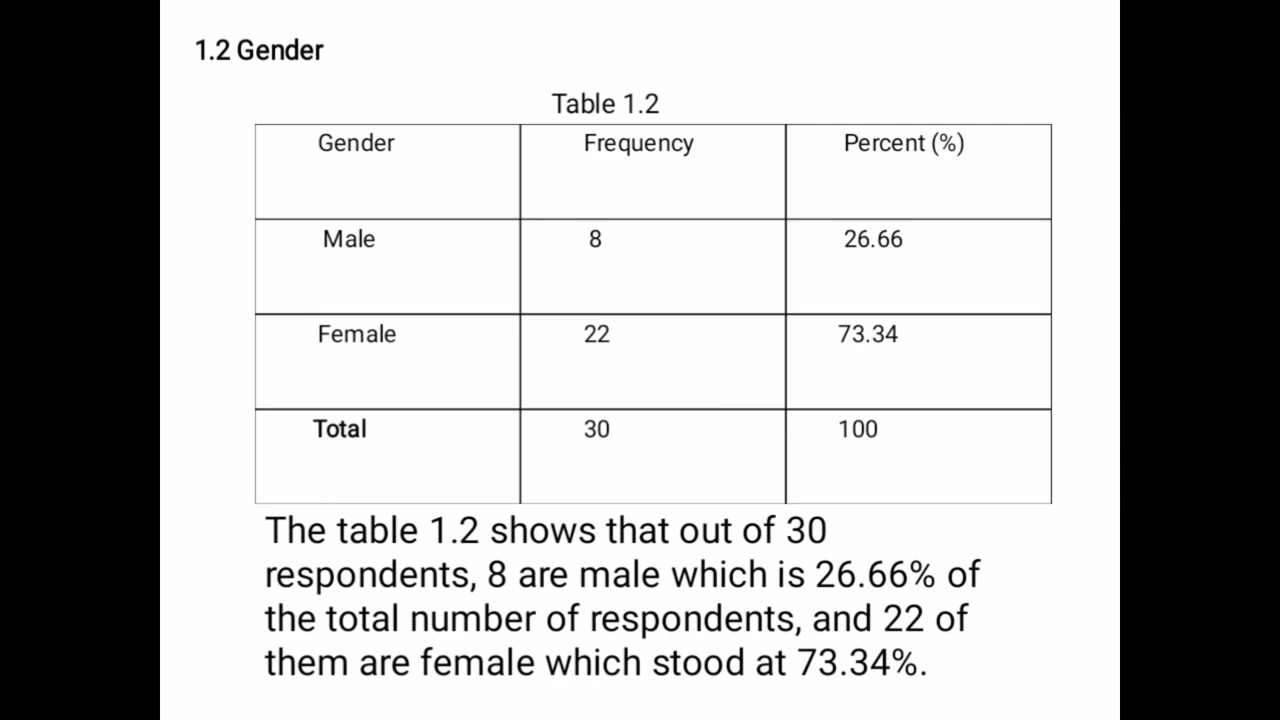 1.2 Gender
Table 1.2
Gender Frequency Percent (%)
Male 8 26.66
Female 22 73.34
Total 30 100
The table 1.2 shows that out of 30
respondents, 8 are male which is 26.66% of
the total number of respondents, and 22 of
them are female which stood at 73.34%.